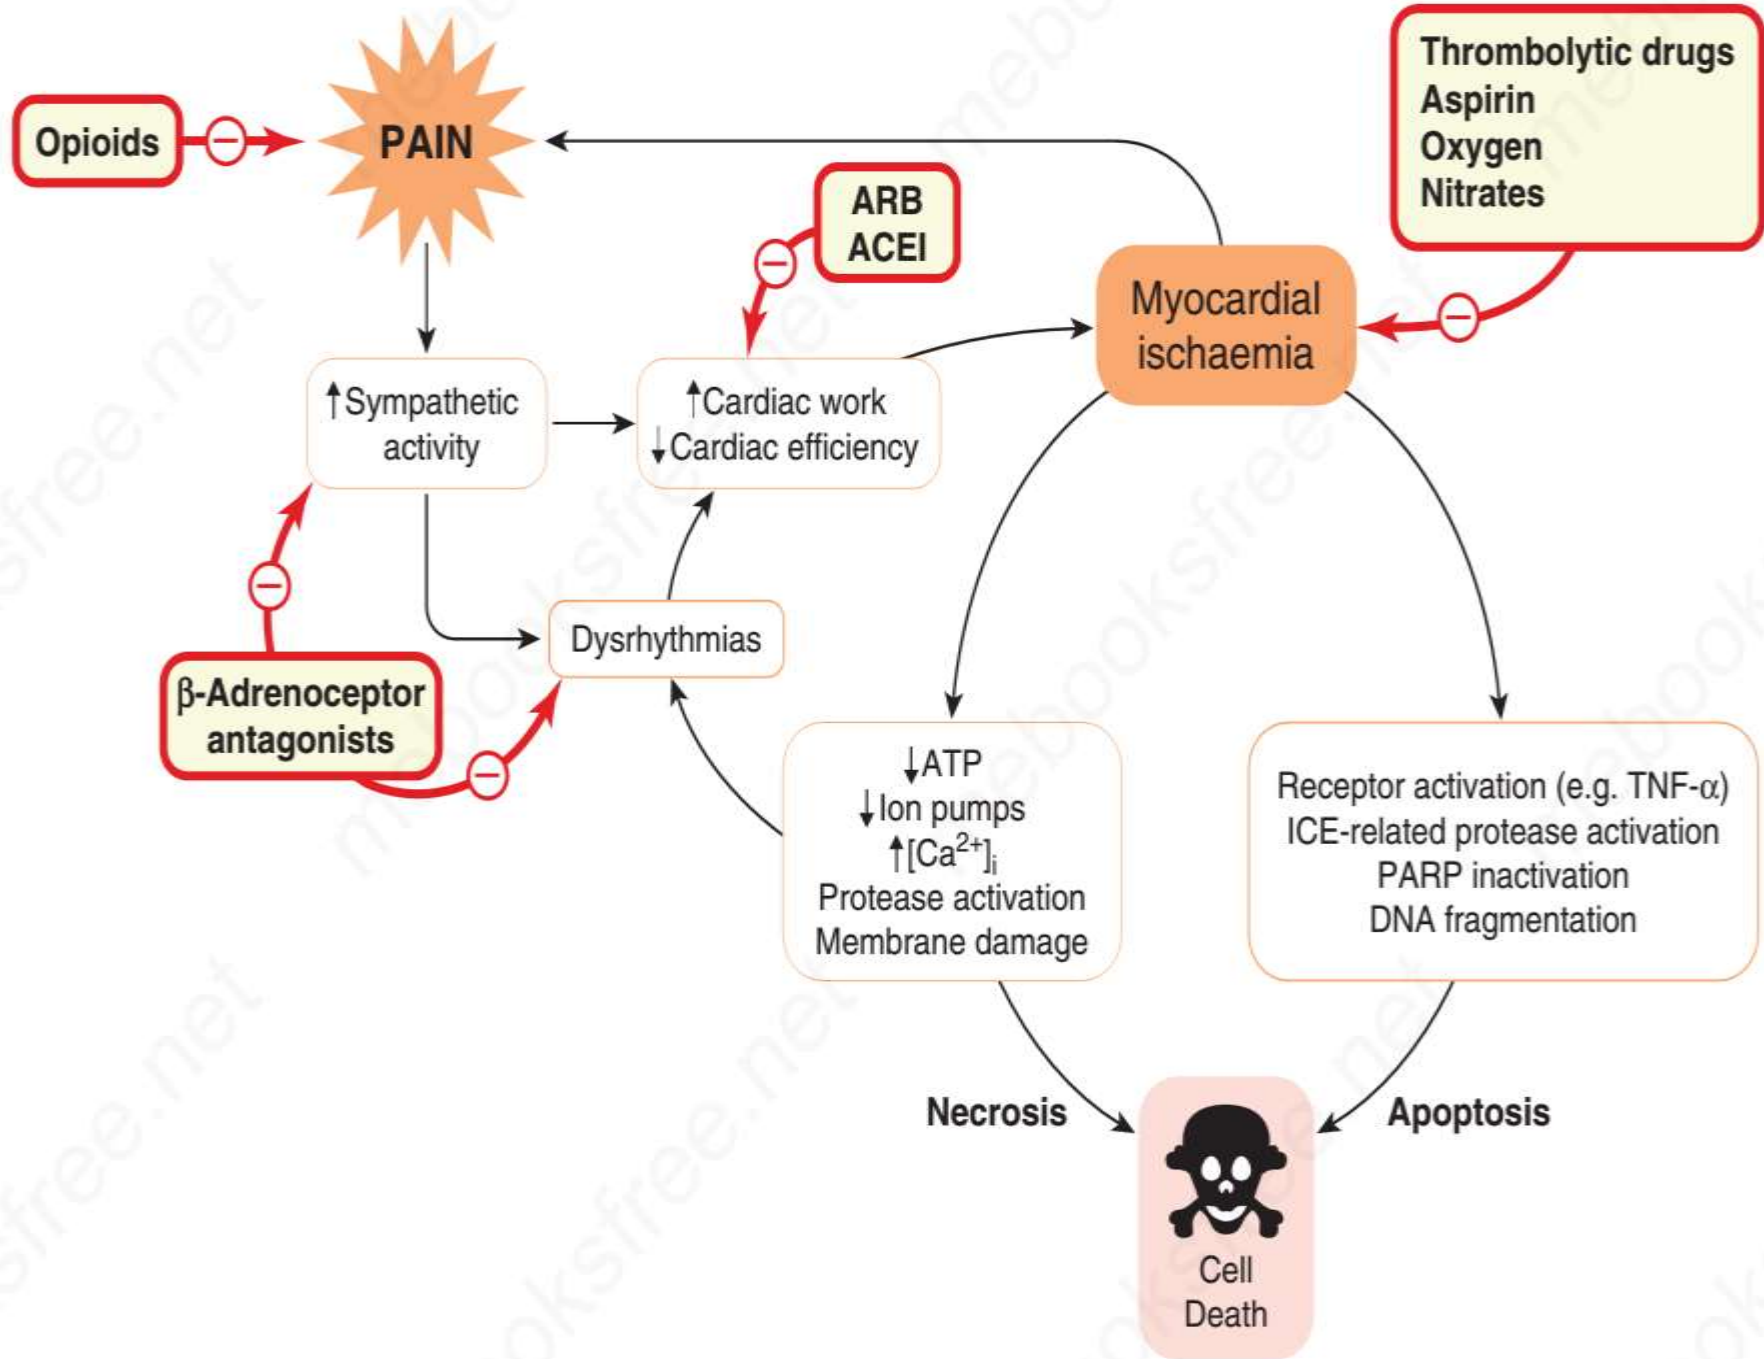 Opioids
PAIN
Thrombolytic drugs
Aspirin
Oxygen
Nitrates
ARB
ACEI
Myocardial
ischaemia
↑Sympathetic
activity
↑Cardiac work
↓Cardiac efficiency
Dysrhythmias
β-Adrenoceptor
antagonists
↓ATP
↓Ion pumps
↑[Ca²⁺]ᵢ
Protease activation
Membrane damage
Receptor activation (e.g. TNF-α)
ICE-related protease activation
PARP inactivation
DNA fragmentation
Necrosis
Apoptosis
Cell
Death
mebooksfree.net